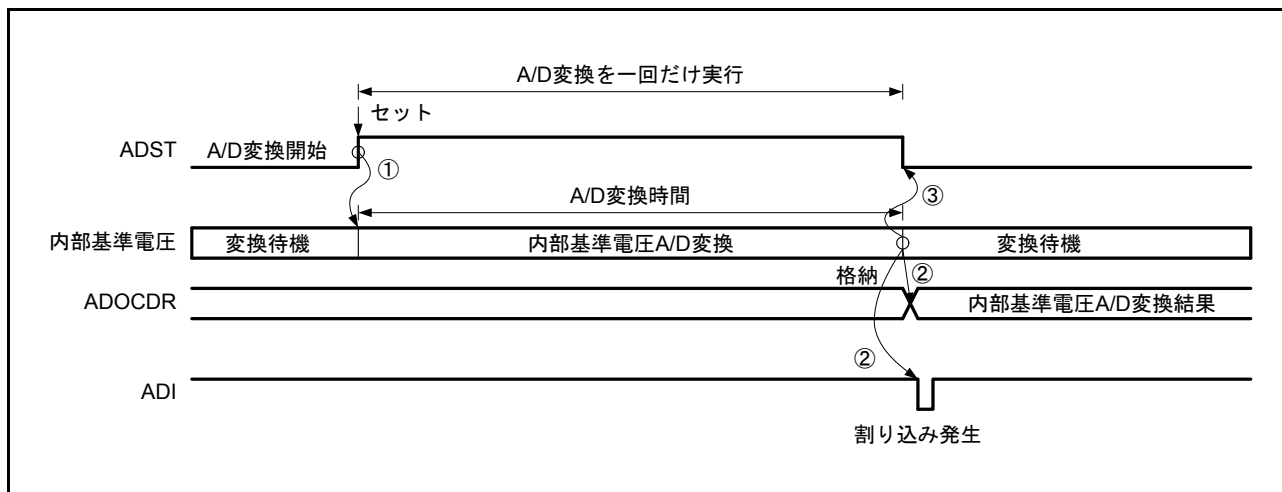 A/D変換を一回だけ実行
セット
ADST
A/D変換開始
①
A/D変換時間
③
内部基準電圧
変換待機
内部基準電圧A/D変換
変換待機
格納
②
ADOCDR
内部基準電圧A/D変換結果
②
ADI
割り込み発生